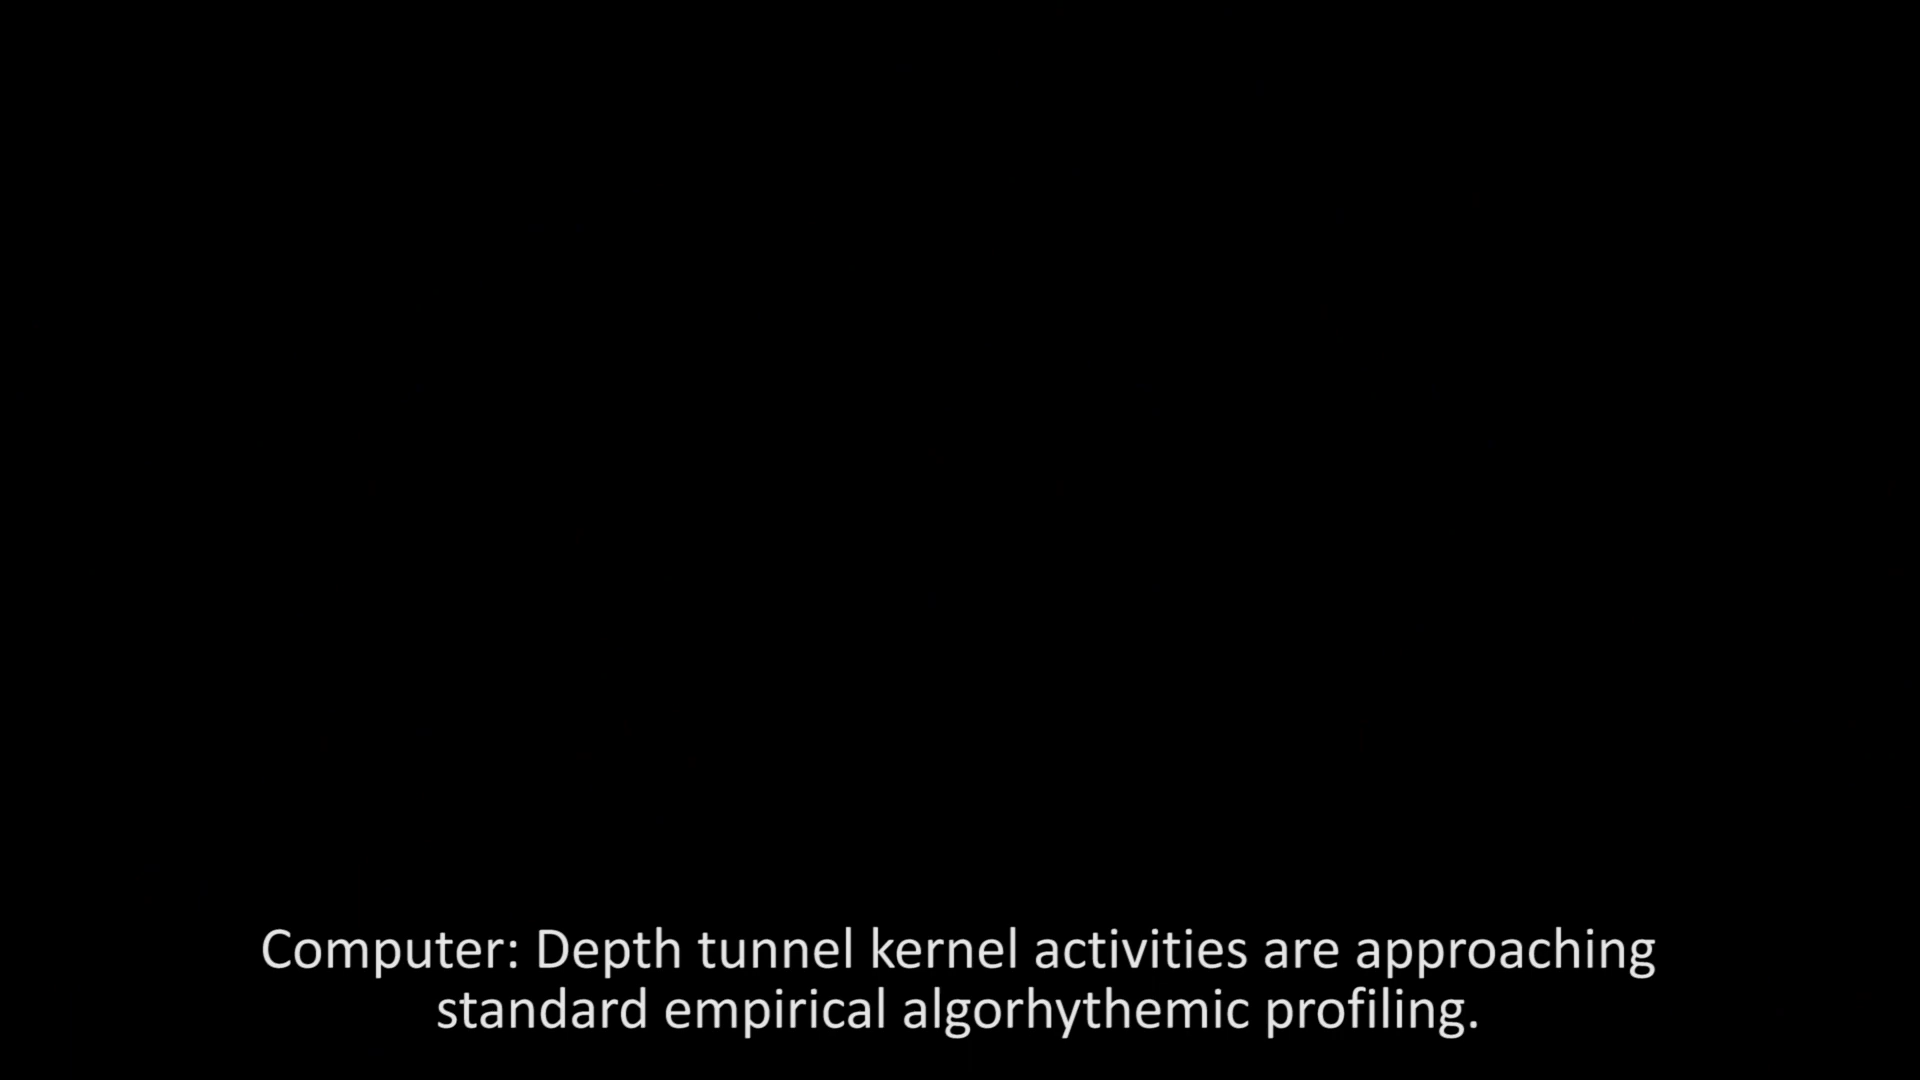 Computer: Depth tunnel kernel activities are approaching
standard empirical algorhythemic profiling.